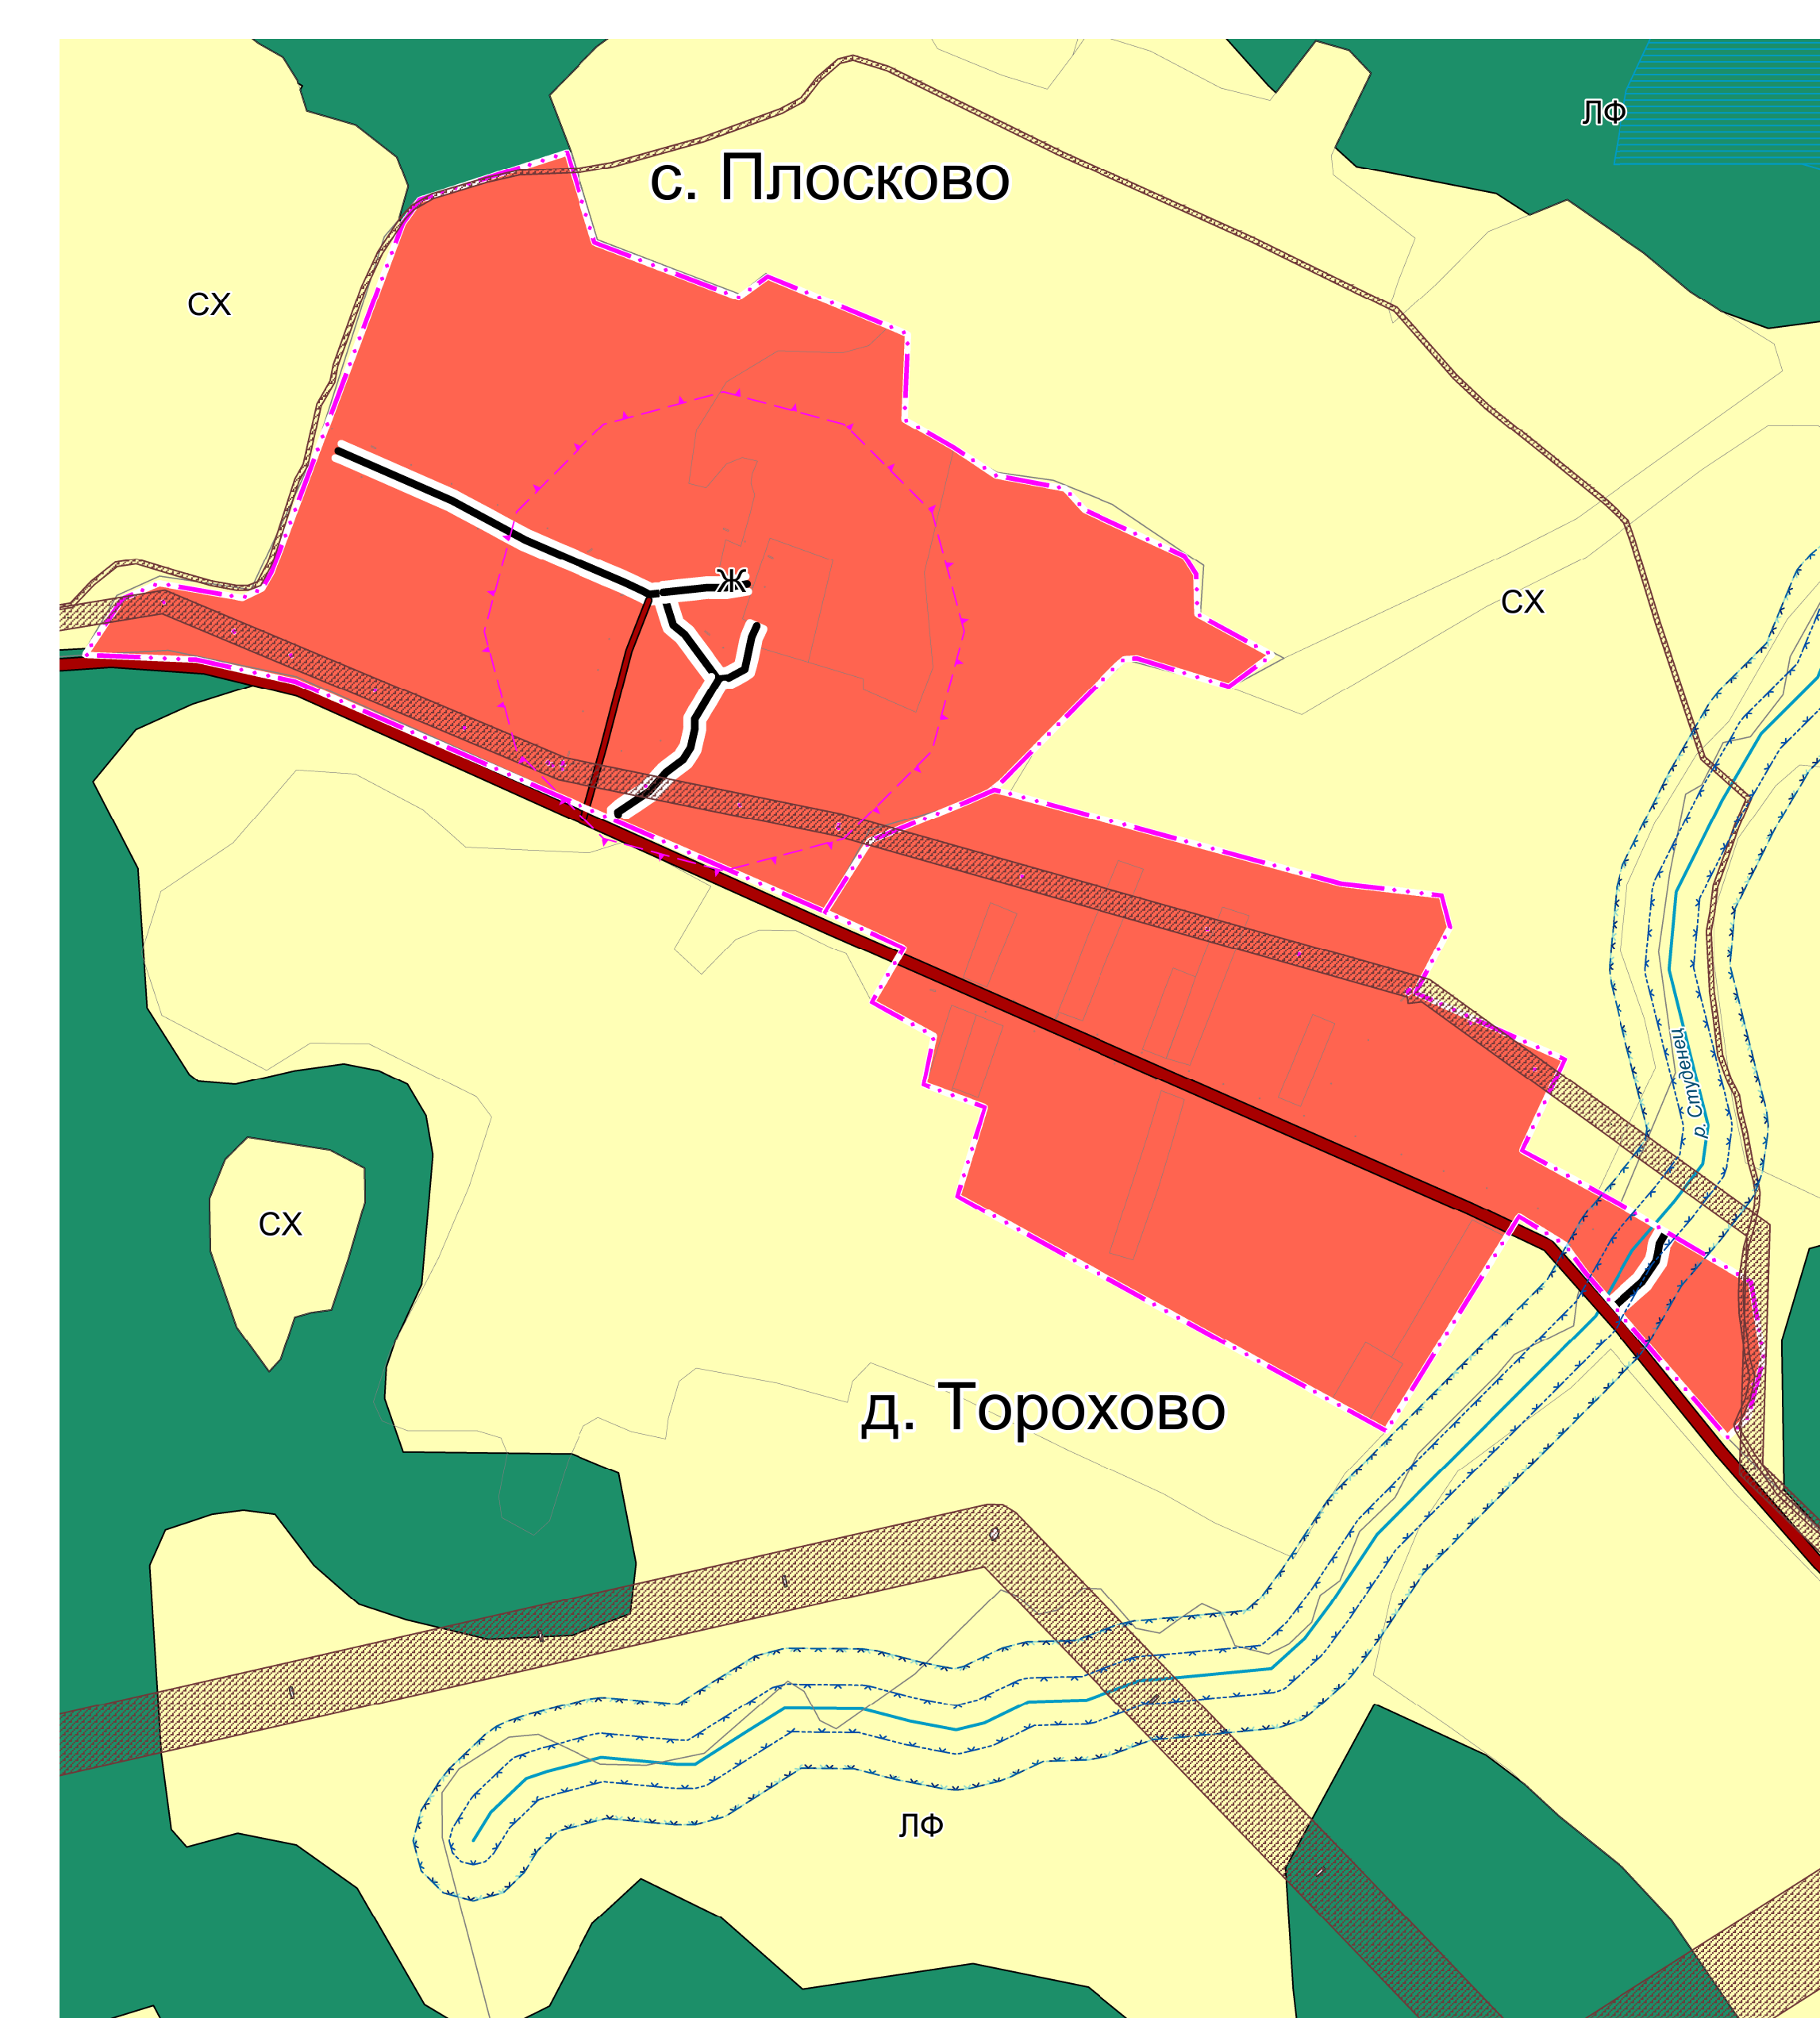 ЛФ
с. Плосково
СХ
Ж
СХ
р. Студенец
СХ
д. Торохово
ЛФ